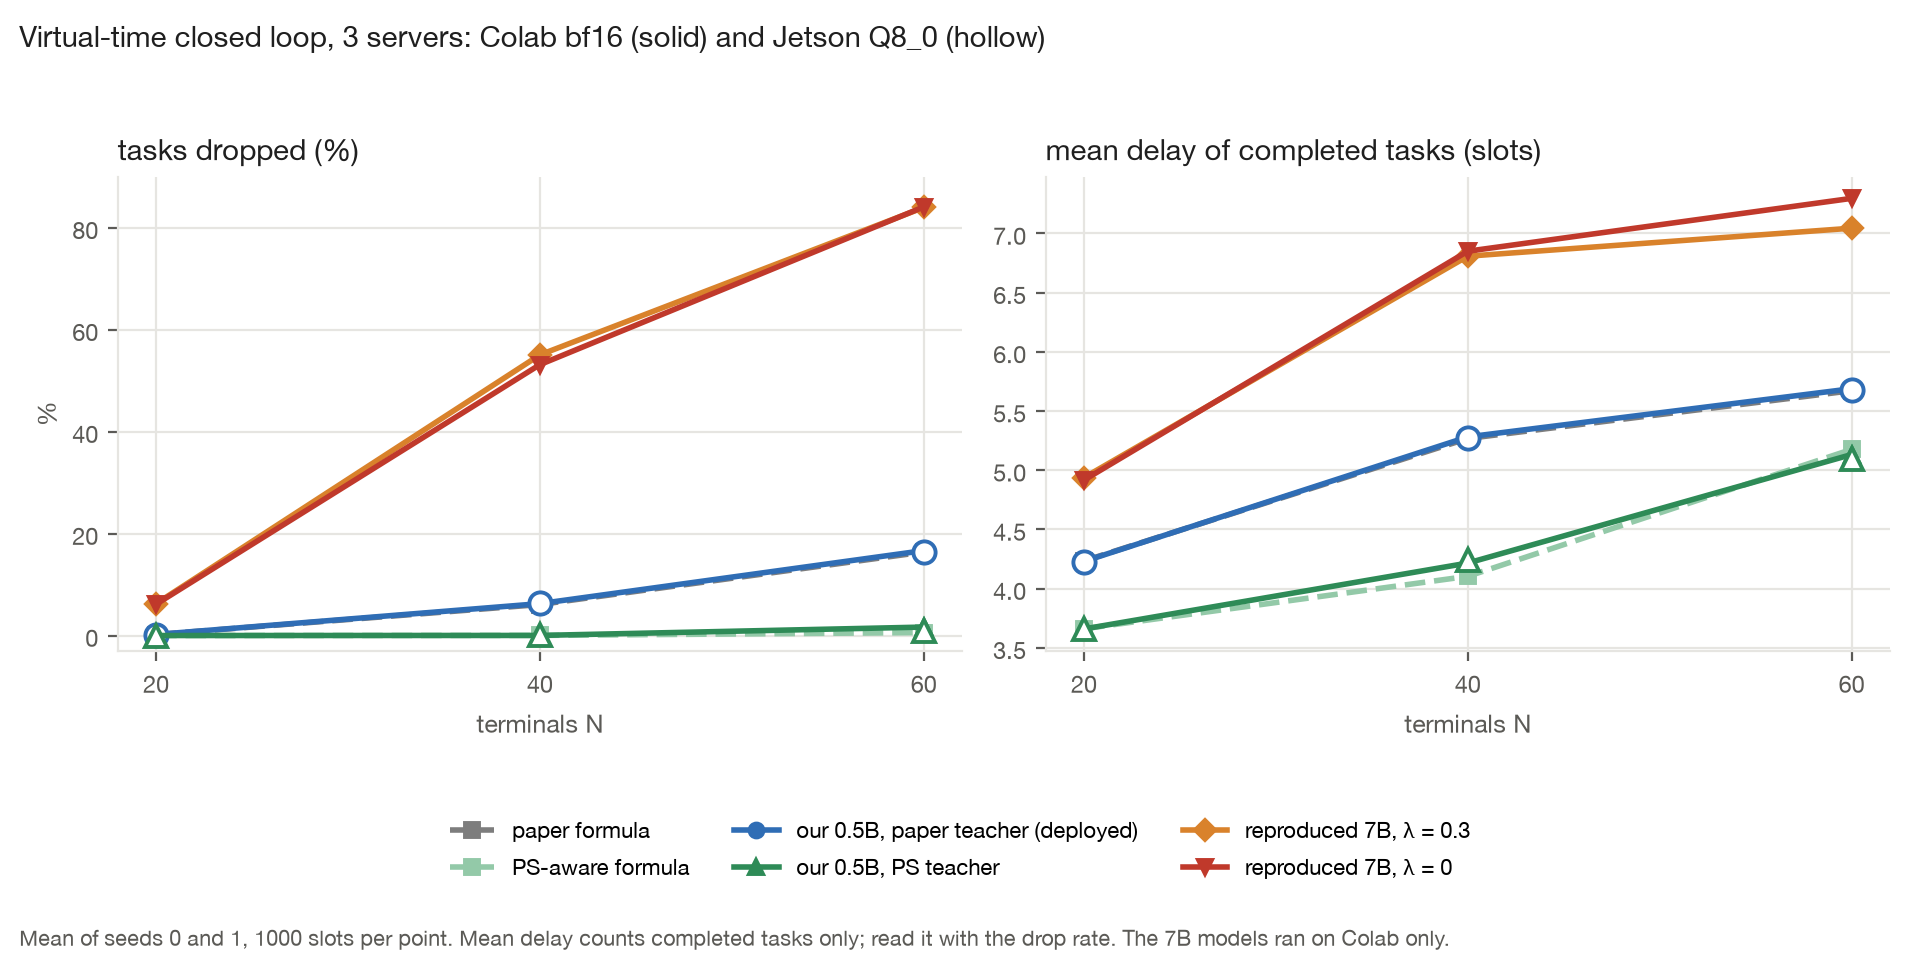 Virtual-time closed loop, 3 servers: Colab bf16 (solid) and Jetson Q8_0 (hollow)
tasks dropped (%)
%
80
60
40
20
0
20
40
60
terminals N
mean delay of completed tasks (slots)
7.0
6.5
6.0
5.5
5.0
4.5
4.0
3.5
20
40
60
terminals N
paper formula
PS-aware formula
our 0.5B, paper teacher (deployed)
our 0.5B, PS teacher
reproduced 7B, λ = 0.3
reproduced 7B, λ = 0
Mean of seeds 0 and 1, 1000 slots per point. Mean delay counts completed tasks only; read it with the drop rate. The 7B models ran on Colab only.